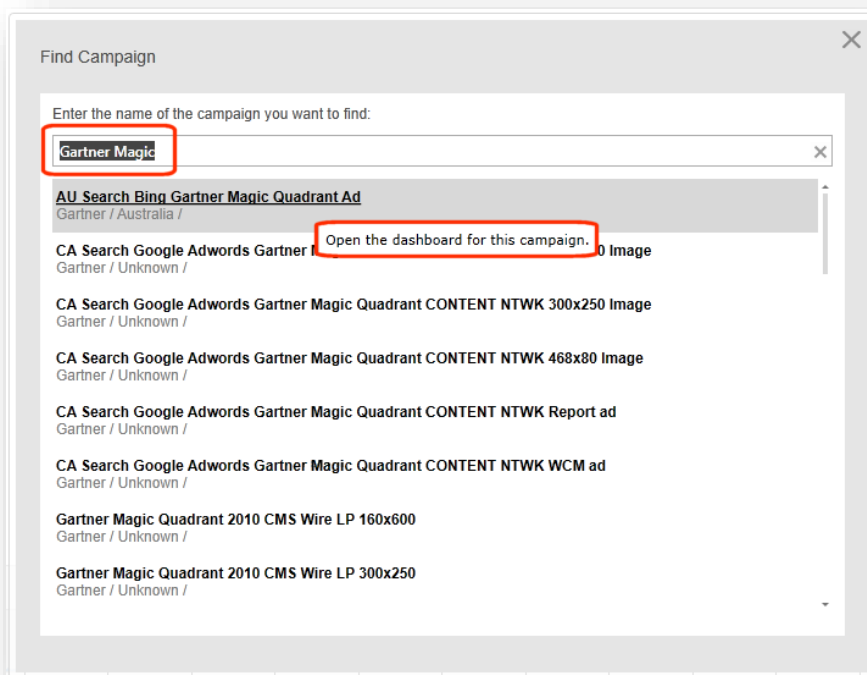 Find Campaign
Enter the name of the campaign you want to find:
Gartner Magic
AU Search Bing Gartner Magic Quadrant Ad
Gartner / Australia /
Open the dashboard for this campaign.
CA Search Google Adwords Gartner 0 Image
Gartner / Unknown /
CA Search Google Adwords Gartner Magic Quadrant CONTENT NTWK 300x250 Image
Gartner / Unknown /
CA Search Google Adwords Gartner Magic Quadrant CONTENT NTWK 468x80 Image
Gartner / Unknown /
CA Search Google Adwords Gartner Magic Quadrant CONTENT NTWK Report ad
Gartner / Unknown /
CA Search Google Adwords Gartner Magic Quadrant CONTENT NTWK WCM ad
Gartner / Unknown /
Gartner Magic Quadrant 2010 CMS Wire LP 160x600
Gartner / Unknown /
Gartner Magic Quadrant 2010 CMS Wire LP 300x250
Gartner / Unknown /